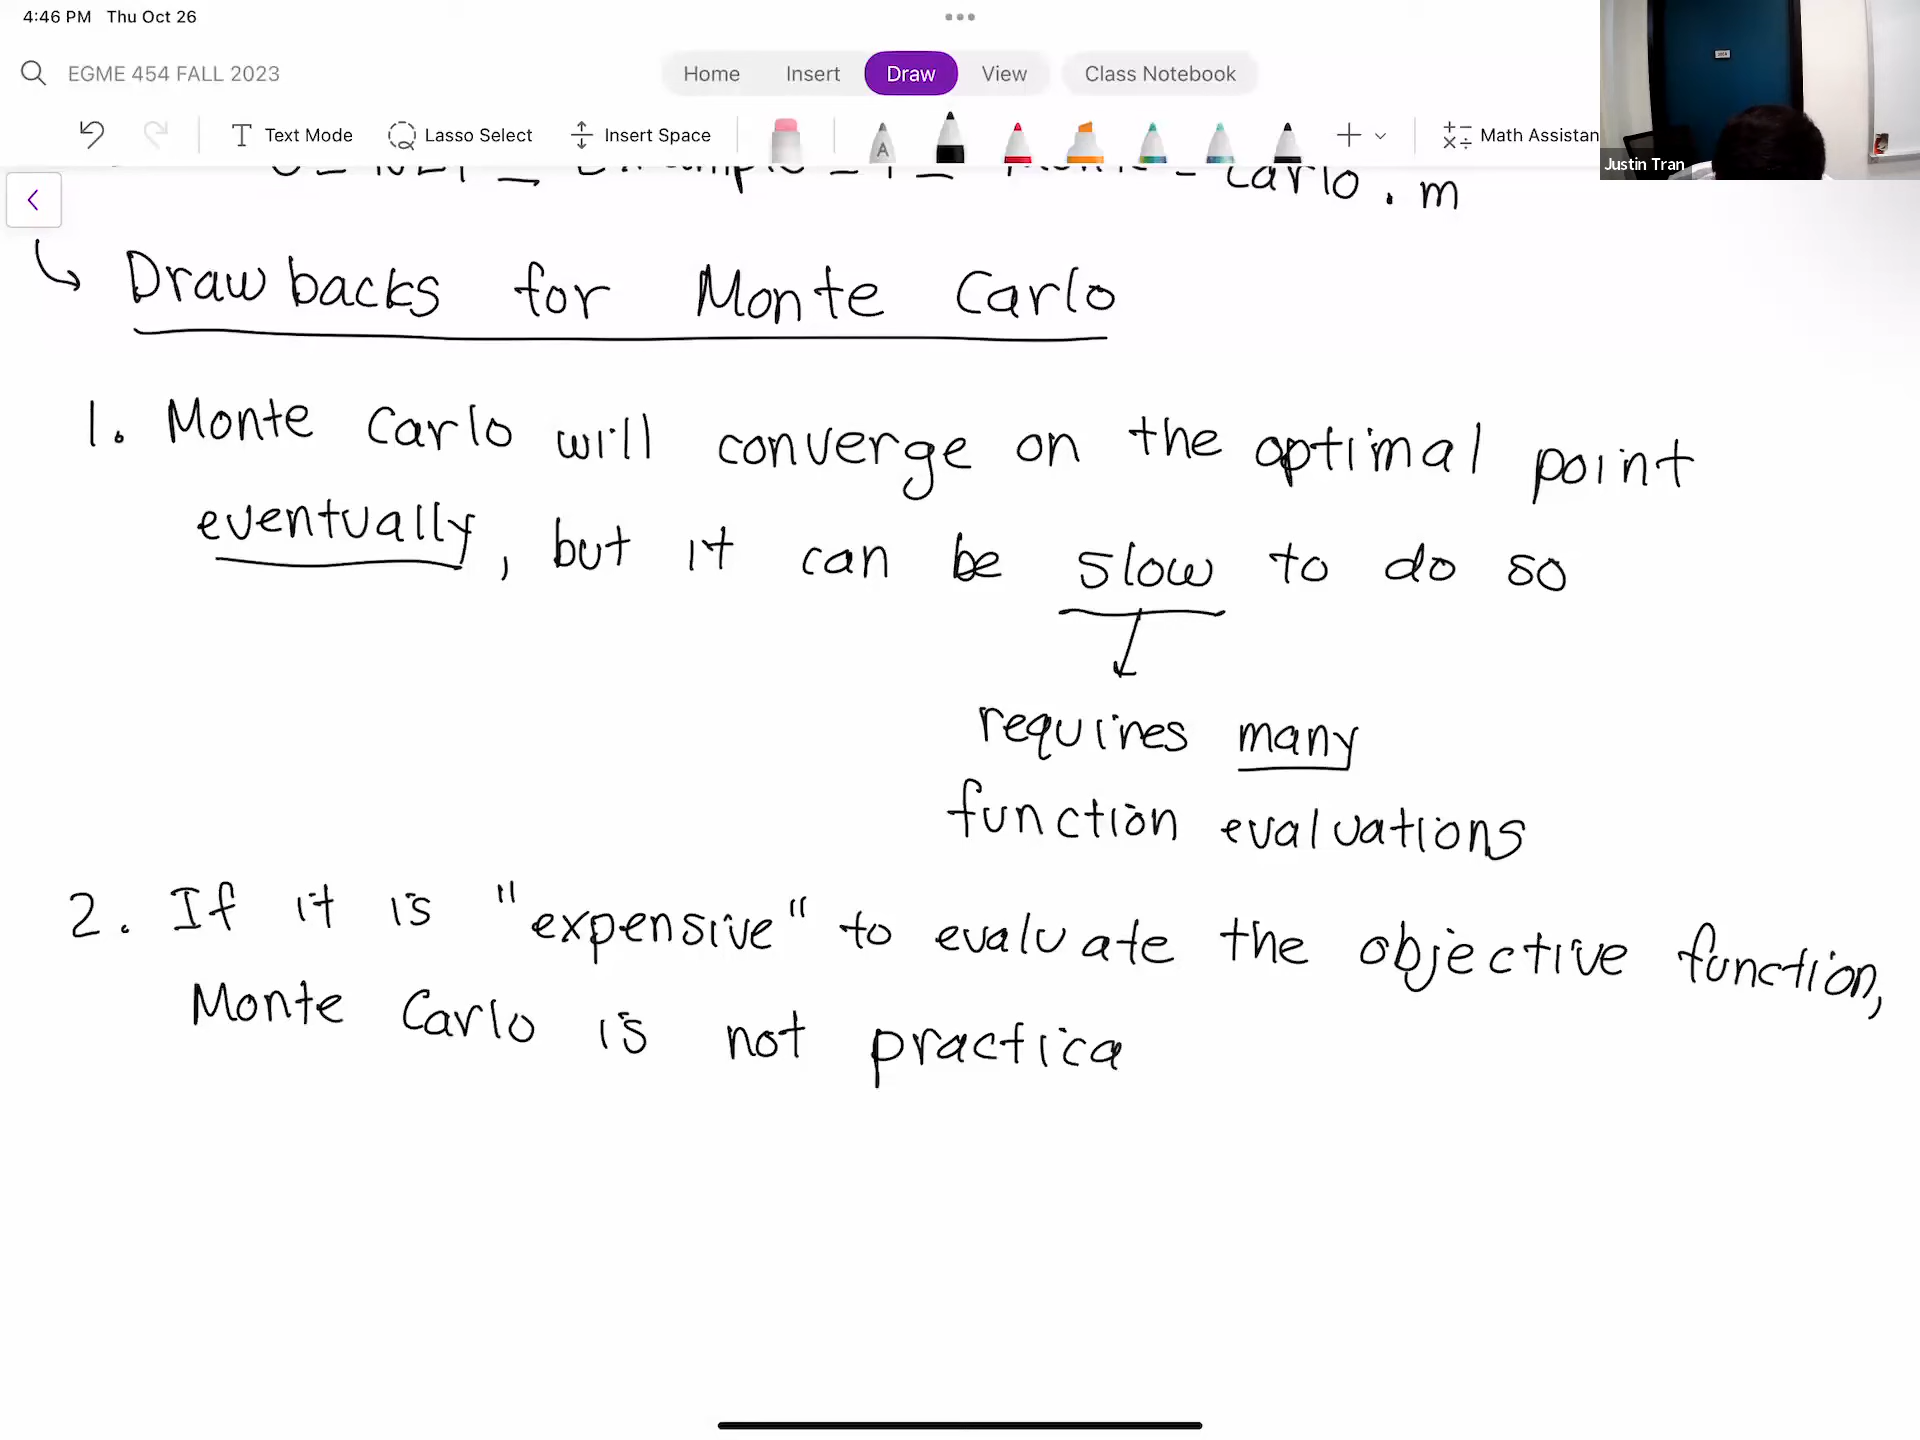 4:46 PM Thu Oct 26
EGME 454 FALL 2023
Home Insert Draw View Class Notebook
Text Mode Lasso Select Insert Space A Math Assistan
Justin Tran
Carlo.m
Drawbacks for Monte Carlo
1. Monte Carlo will converge on the optimal point
eventually, but it can be slow to do so
requires many
function evaluations
2. If it is "expensive" to evaluate the objective function,
Monte Carlo is not practica